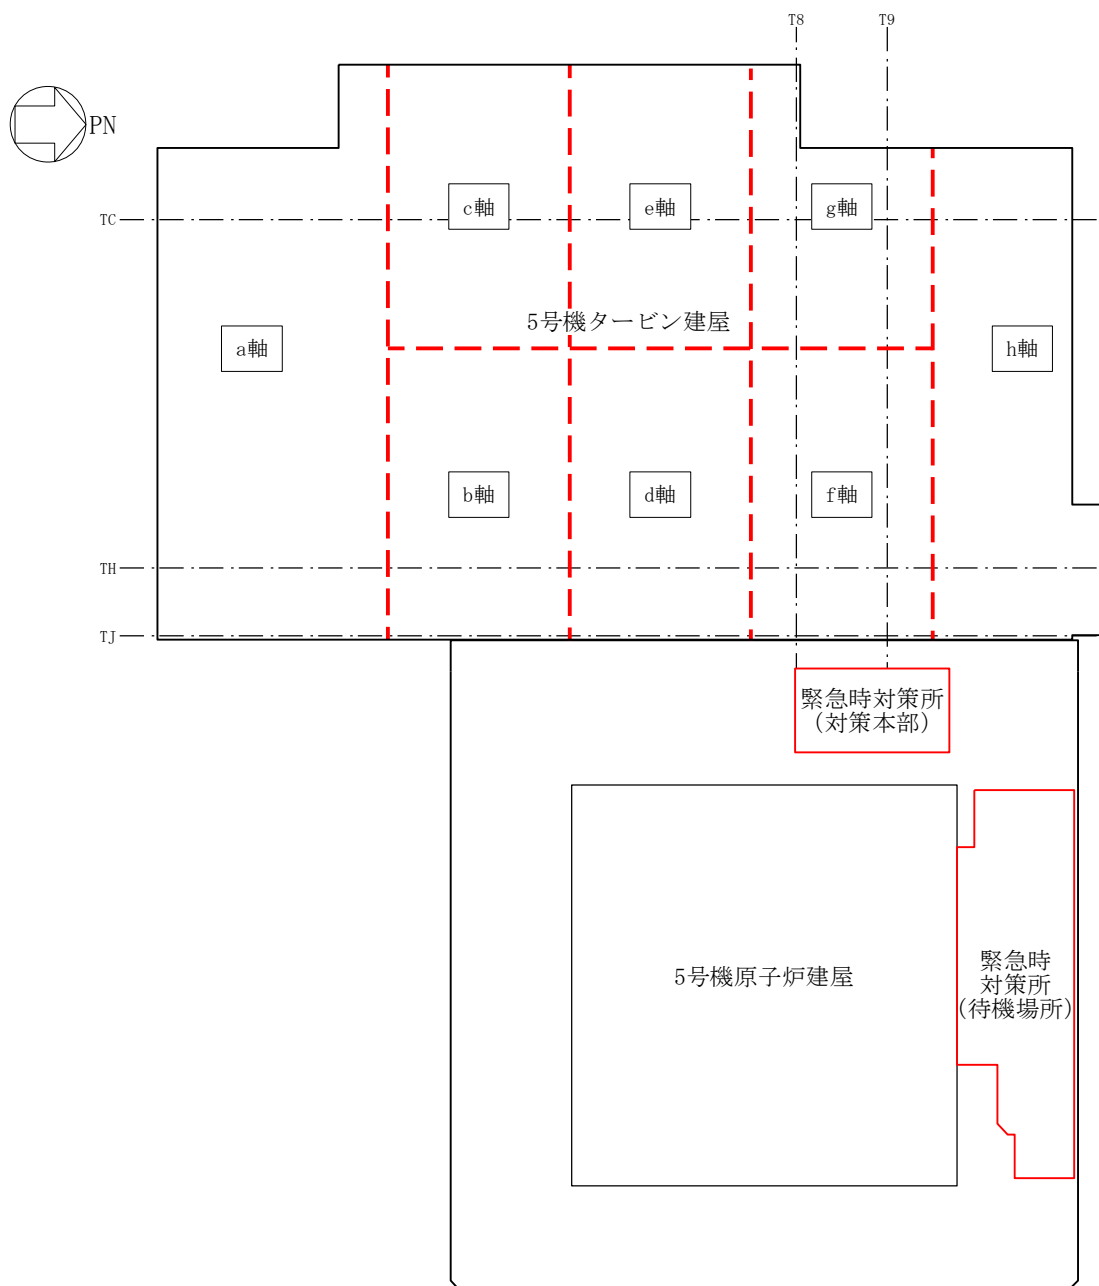 T8
T9
PN
c軸
e軸
g軸
TC
5号機タービン建屋
a軸
h軸
b軸
d軸
f軸
TH
TJ
緊急時対策所
(対策本部)
5号機原子炉建屋
緊急時
対策所
(待機場所)